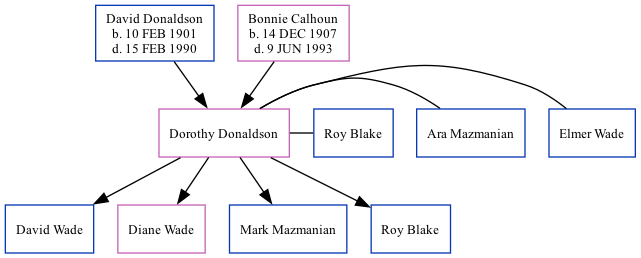 David Donaldson
b. 10 FEB 1901
d. 15 FEB 1990
Bonnie Calhoun
b. 14 DEC 1907
d. 9 JUN 1993
Dorothy Donaldson
Roy Blake
Ara Mazmanian
Elmer Wade
David Wade
Diane Wade
Mark Mazmanian
Roy Blake